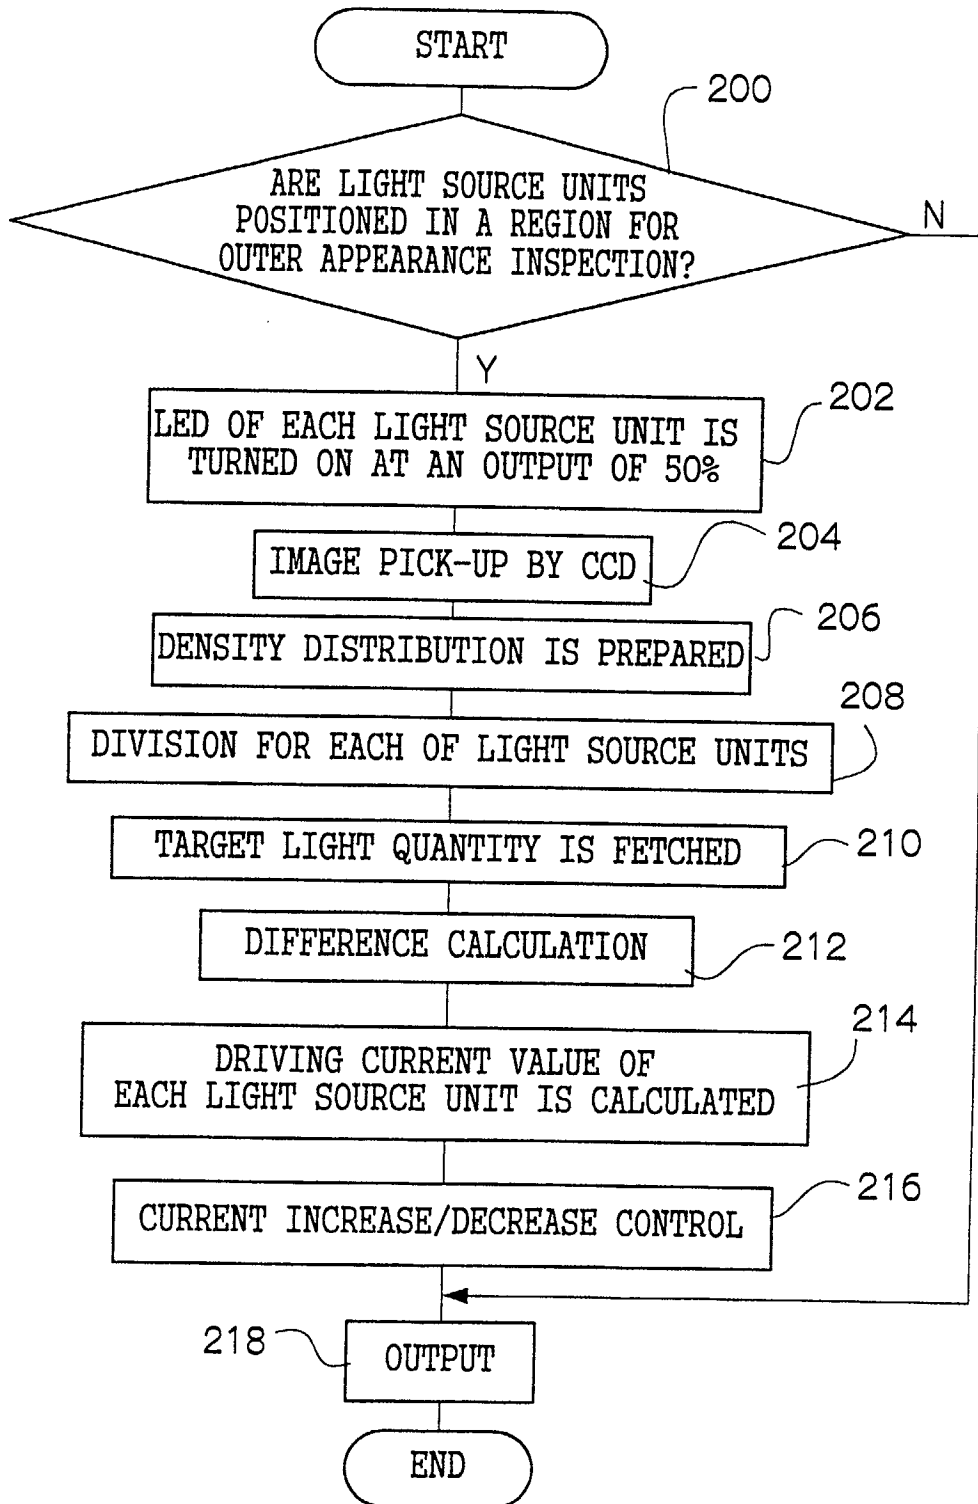 START
200
ARE LIGHT SOURCE UNITS
POSITIONED IN A REGION FOR
OUTER APPEARANCE INSPECTION?
N
Y
202
LED OF EACH LIGHT SOURCE UNIT IS
TURNED ON AT AN OUTPUT OF 50%
204
IMAGE PICK-UP BY CCD
206
DENSITY DISTRIBUTION IS PREPARED
208
DIVISION FOR EACH OF LIGHT SOURCE UNITS
TARGET LIGHT QUANTITY IS FETCHED
210
DIFFERENCE CALCULATION
212
214
DRIVING CURRENT VALUE OF
EACH LIGHT SOURCE UNIT IS CALCULATED
216
CURRENT INCREASE/DECREASE CONTROL
218
OUTPUT
END